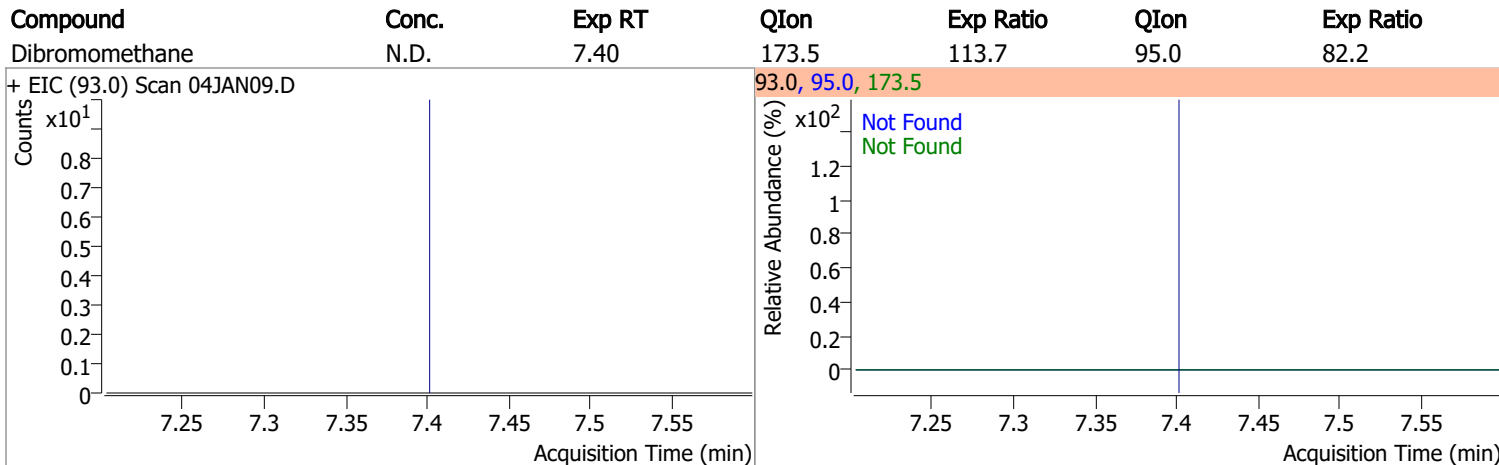 Compound Conc. Exp RT QIon Exp Ratio QIon Exp Ratio
Dibromomethane N.D. 7.40 173.5 113.7 95.0 82.2
+ EIC (93.0) Scan 04JAN09.D
Counts
x10¹
0.8
0.7
0.6
0.5
0.4
0.3
0.2
0.1
0
7.25 7.3 7.35 7.4 7.45 7.5 7.55
Acquisition Time (min)
93.0, 95.0, 173.5
Relative Abundance (%)
x10²
Not Found
Not Found
1.2
1
0.8
0.6
0.4
0.2
0
7.25 7.3 7.35 7.4 7.45 7.5 7.55
Acquisition Time (min)